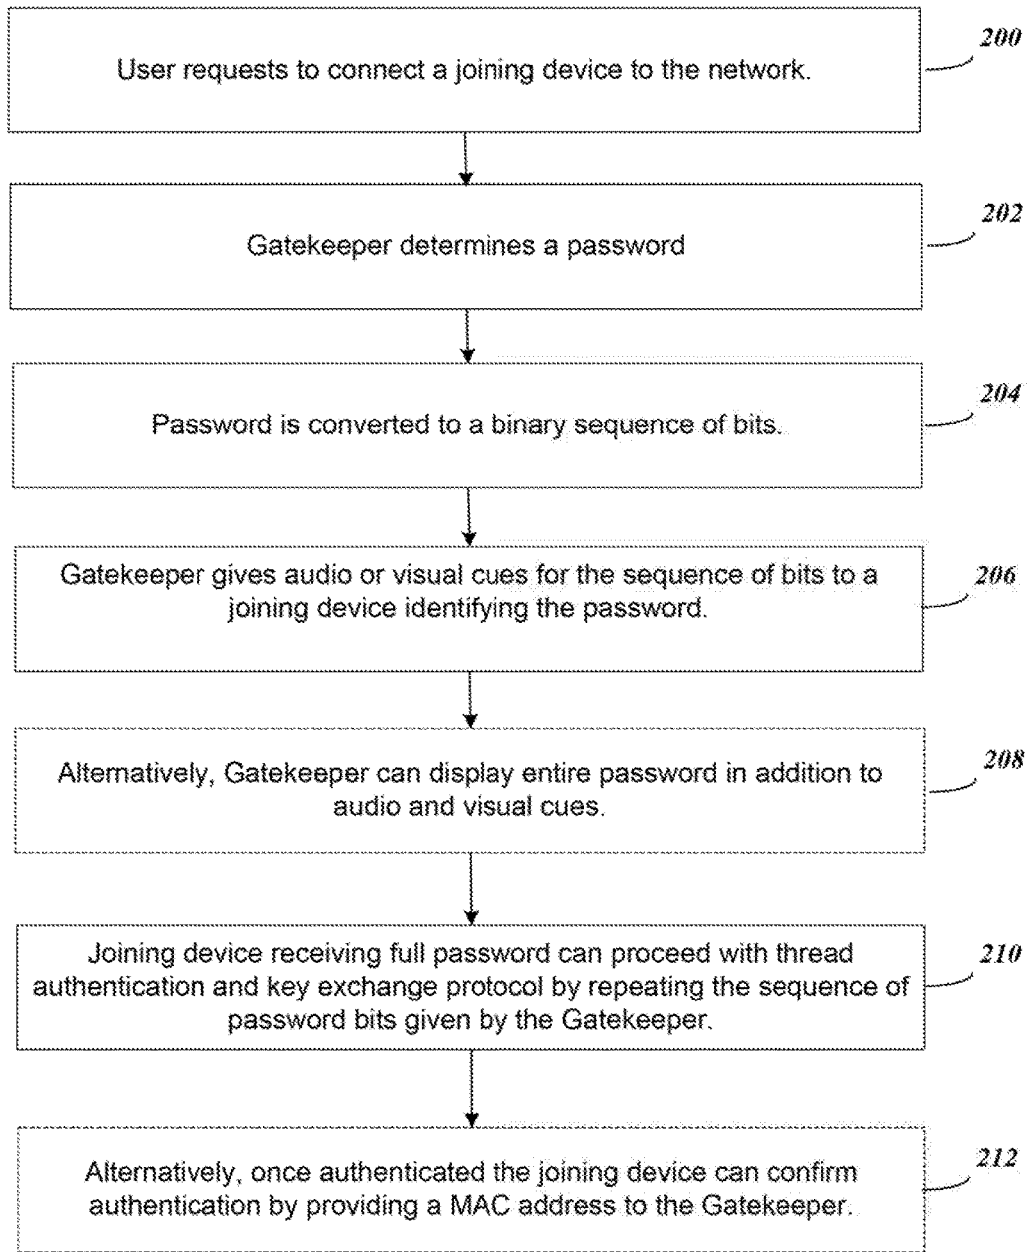 200
User requests to connect a joining device to the network.
202
Gatekeeper determines a password
204
Password is converted to a binary sequence of bits.
206
Gatekeeper gives audio or visual cues for the sequence of bits to a
joining device identifying the password.
208
Alternatively, Gatekeeper can display entire password in addition to
audio and visual cues.
210
Joining device receiving full password can proceed with thread
authentication and key exchange protocol by repeating the sequence of
password bits given by the Gatekeeper.
212
Alternatively, once authenticated the joining device can confirm
authentication by providing a MAC address to the Gatekeeper.